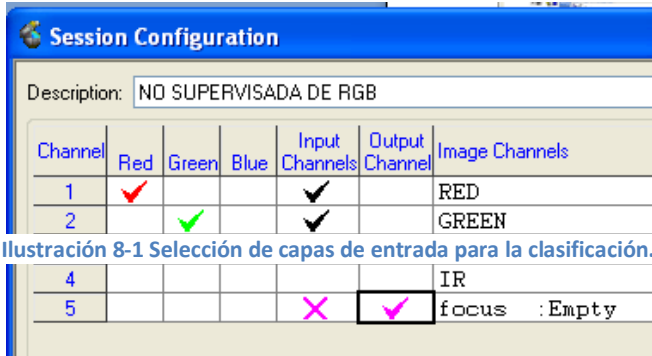 Session Configuration
Description: NO SUPERVISADA DE RGB
Channel Red Green Blue Input Channels Output Channel Image Channels
1 RED
2 GREEN
Ilustración 8-1 Selección de capas de entrada para la clasificación.
4 IR
5 focus :Empty